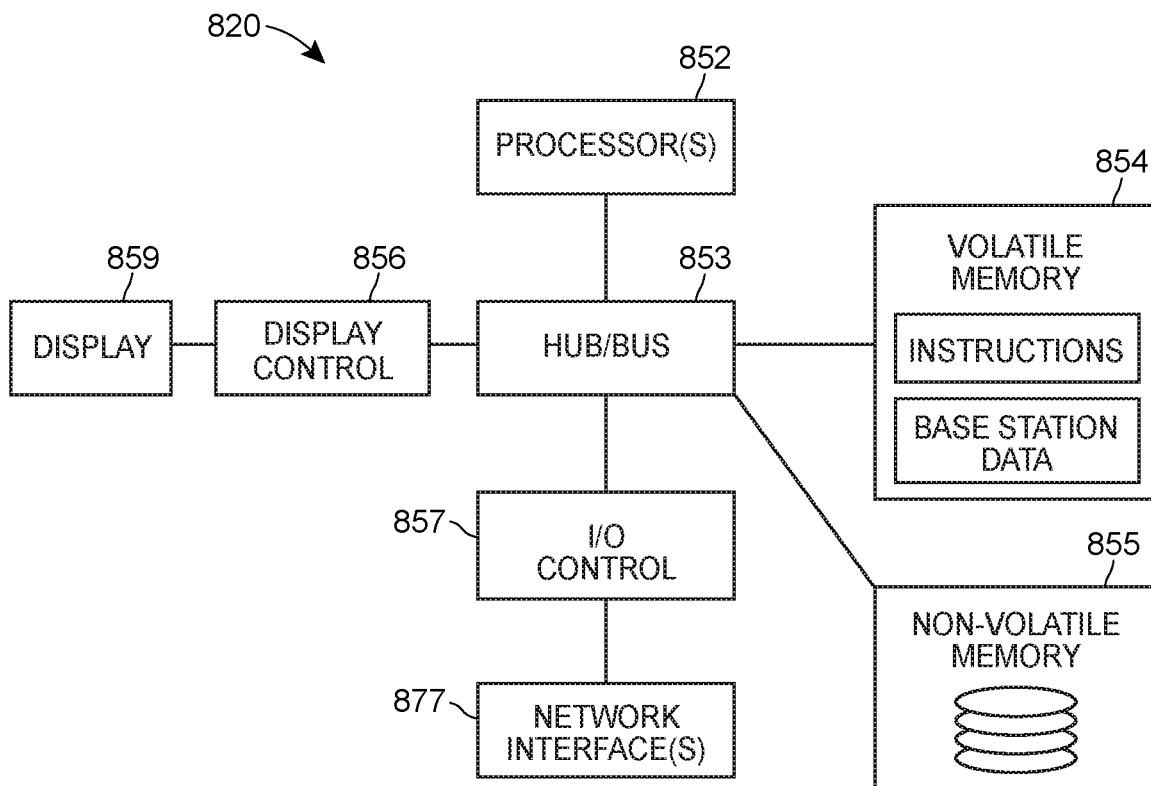 820
852
PROCESSOR(S)
854
VOLATILE
MEMORY
INSTRUCTIONS
BASE STATION
DATA
859
DISPLAY
856
DISPLAY
CONTROL
853
HUB/BUS
857
I/O
CONTROL
855
NON-VOLATILE
MEMORY
877
NETWORK
INTERFACE(S)